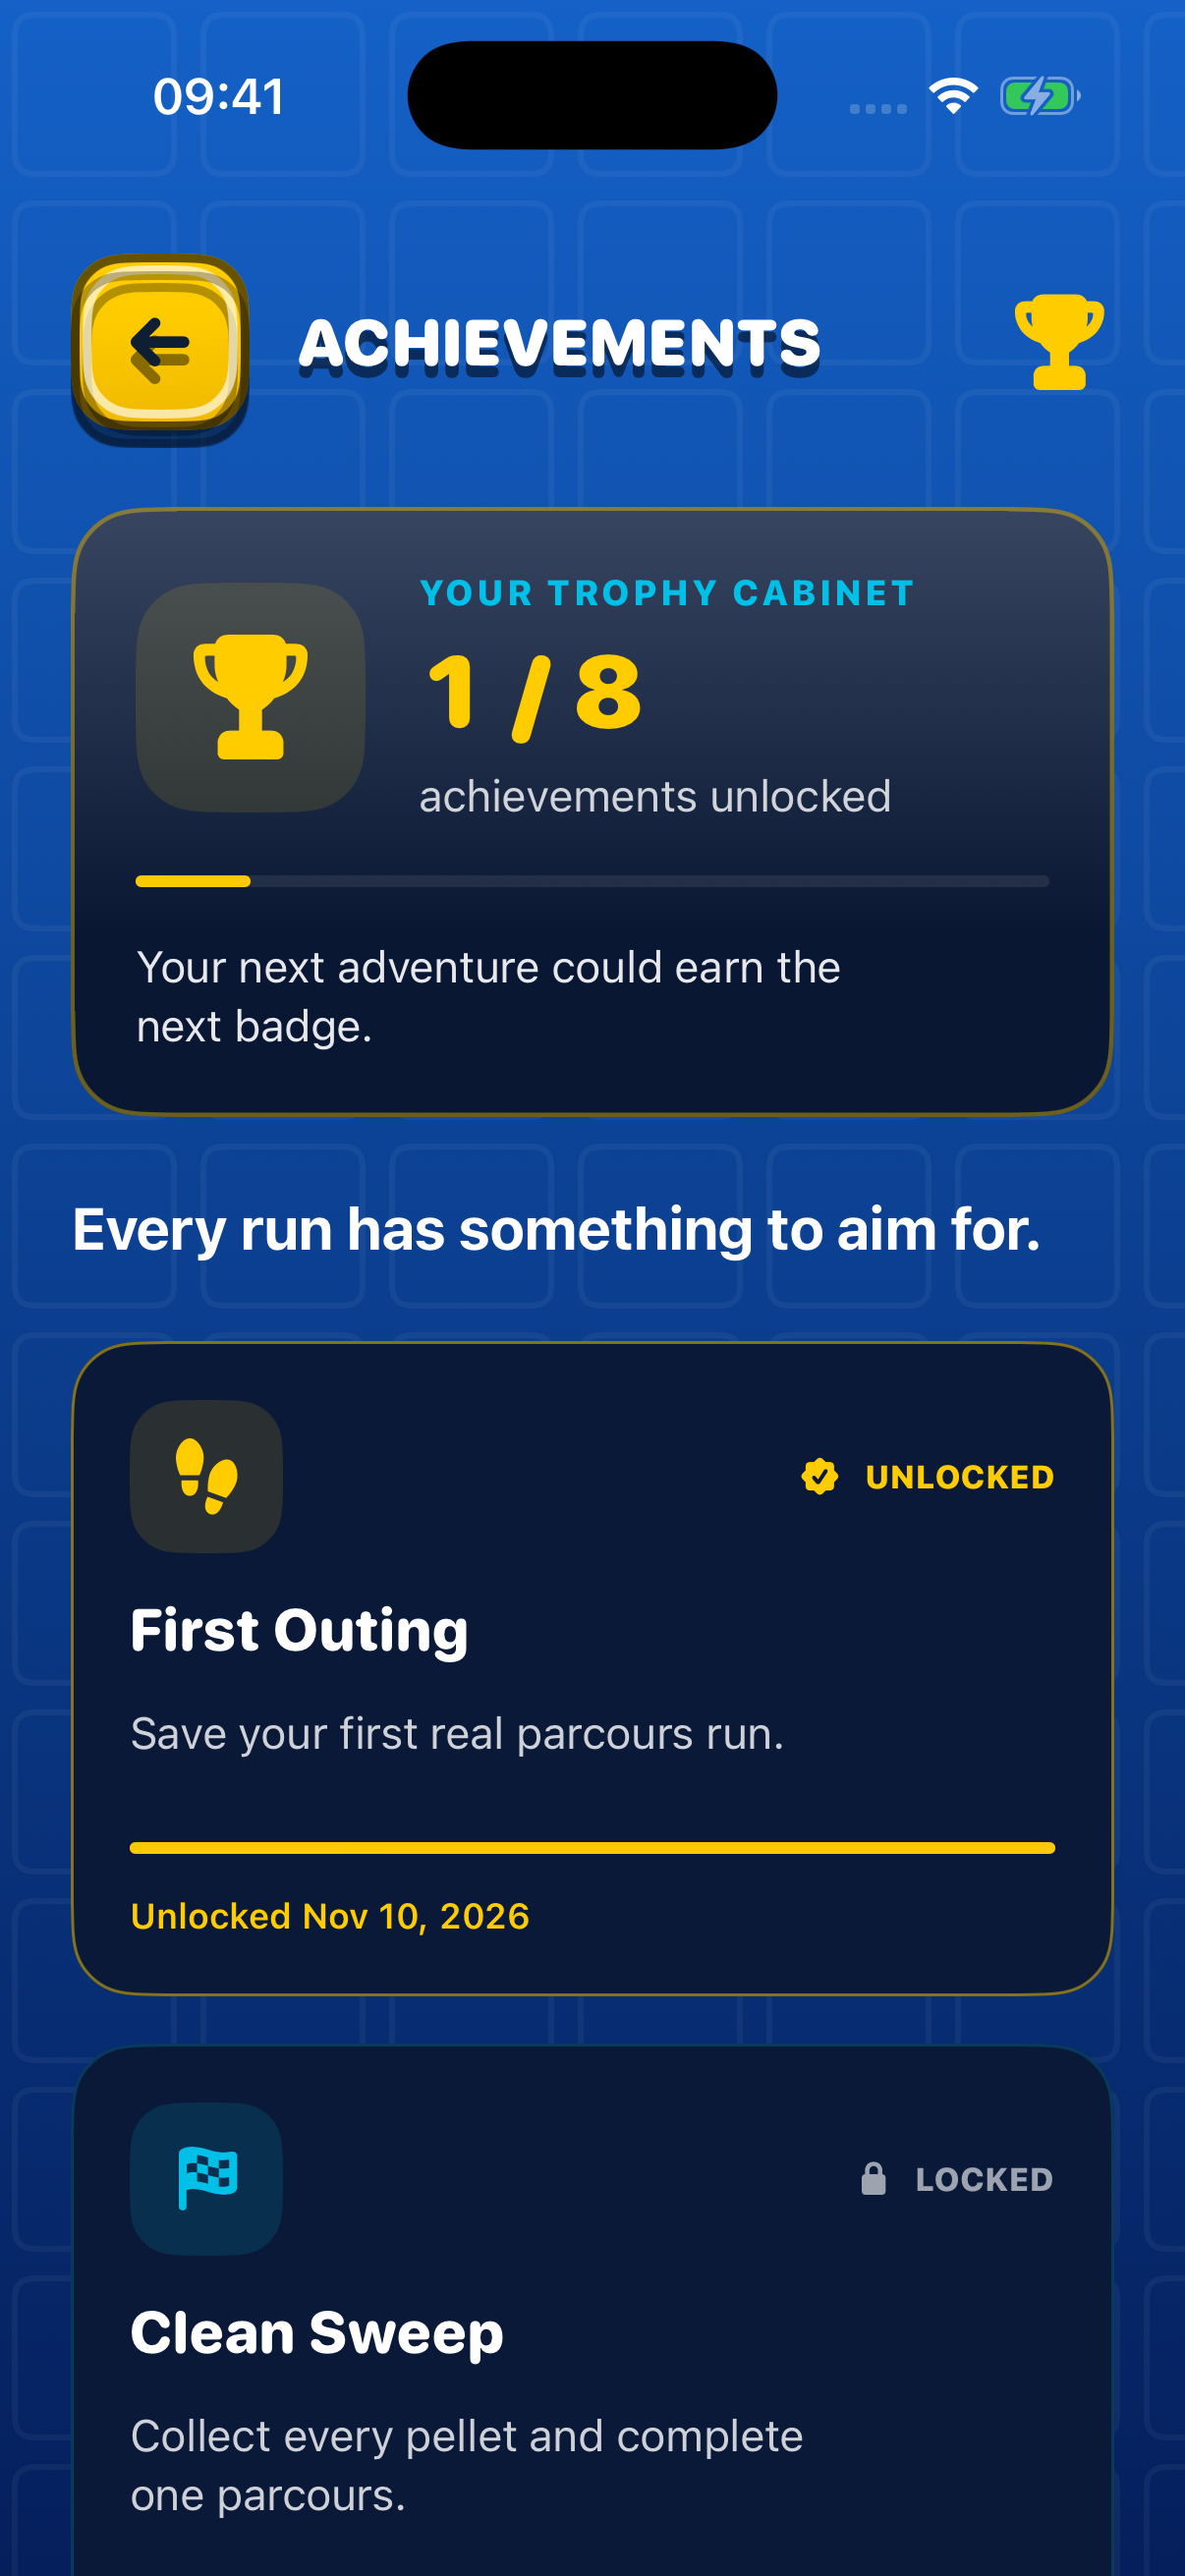 09:41
ACHIEVEMENTS
YOUR TROPHY CABINET
1 / 8
achievements unlocked
Your next adventure could earn the
next badge.
Every run has something to aim for.
UNLOCKED
First Outing
Save your first real parcours run.
Unlocked Nov 10, 2026
LOCKED
Clean Sweep
Collect every pellet and complete
one parcours.